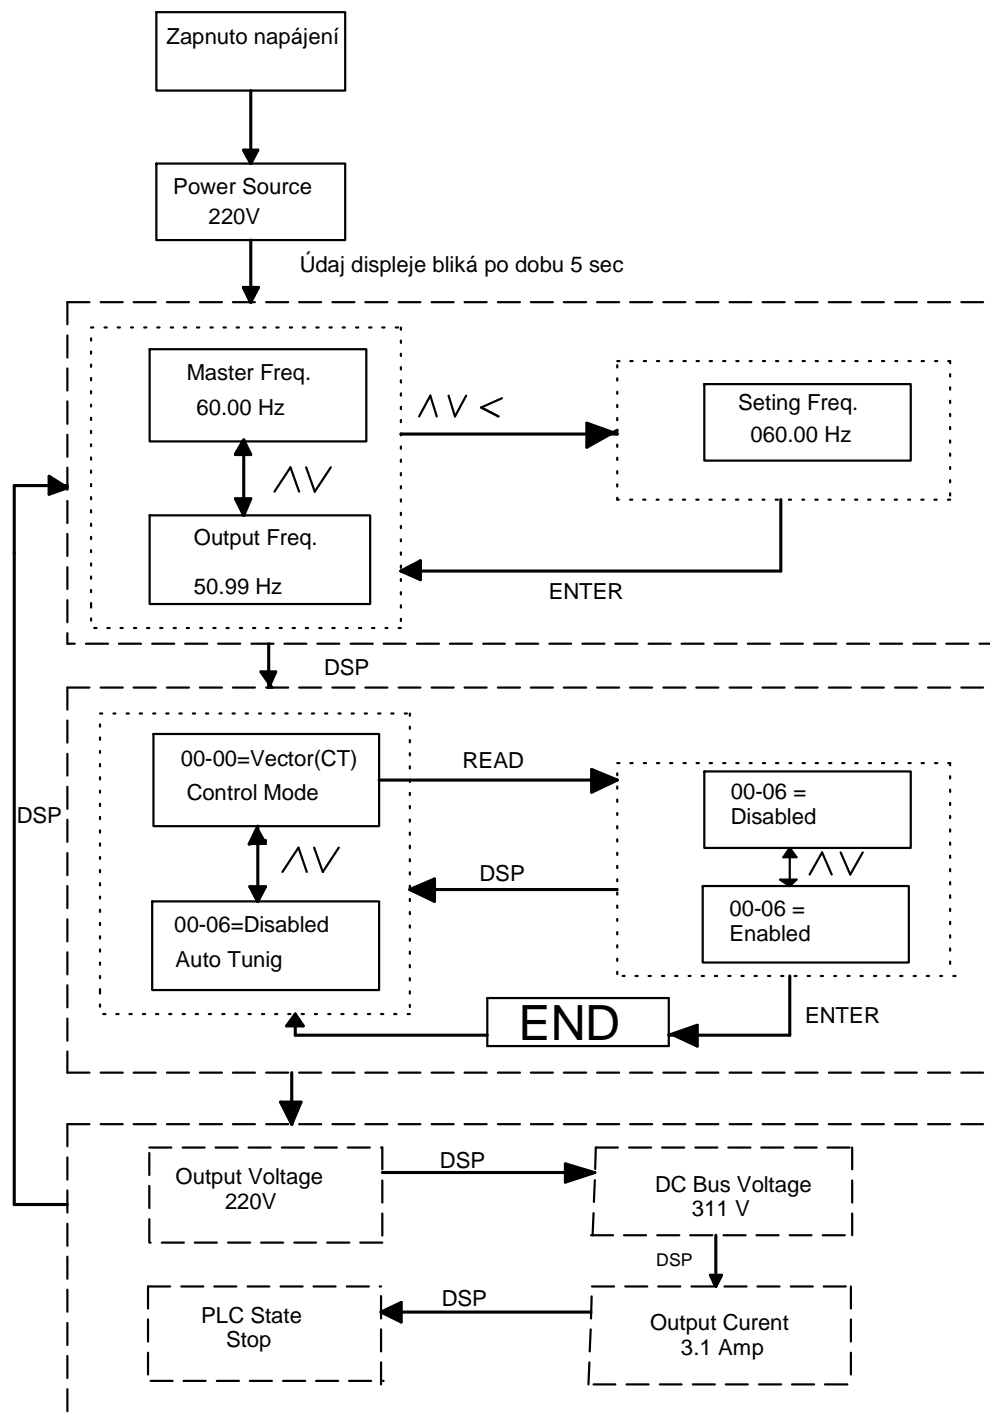 Zapnuto napájení
Power Source
220V
Údaj displeje bliká po dobu 5 sec
Master Freq.
60.00 Hz
Seting Freq.
060.00 Hz
Output Freq.
50.99 Hz
ENTER
DSP
00-00=Vector(CT)
Control Mode
READ
00-06 =
Disabled
DSP
DSP
00-06=Disabled
Auto Tunig
00-06 =
Enabled
END
ENTER
Output Voltage
220V
DSP
DC Bus Voltage
311 V
DSP
PLC State
Stop
DSP
Output Curent
3.1 Amp